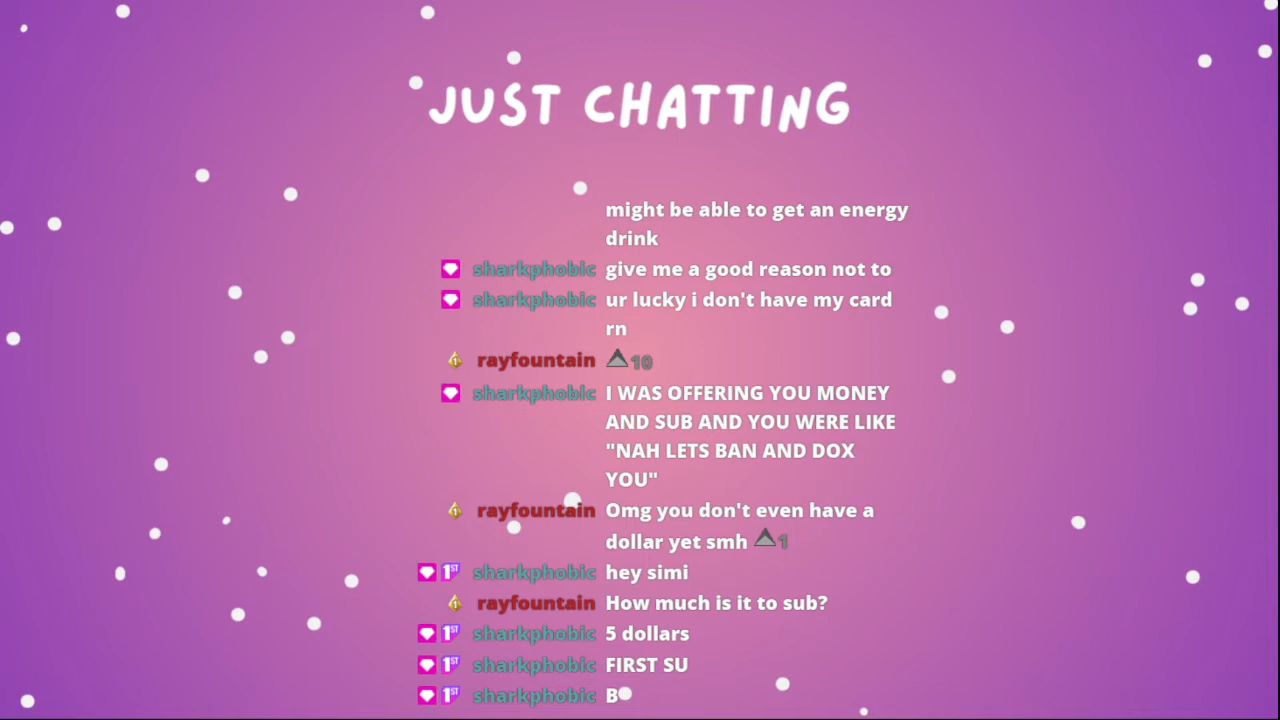 JUST CHATTING
might be able to get an energy
drink
sharkphobic give me a good reason not to
sharkphobic ur lucky i don't have my card
rn
rayfountain 10
sharkphobic I WAS OFFERING YOU MONEY
AND SUB AND YOU WERE LIKE
"NAH LETS BAN AND DOX
YOU"
rayfountain Omg you don't even have a
dollar yet smh 1
1ST sharkphobic hey simi
rayfountain How much is it to sub?
1ST sharkphobic 5 dollars
1ST sharkphobic FIRST SU
1ST sharkphobic B